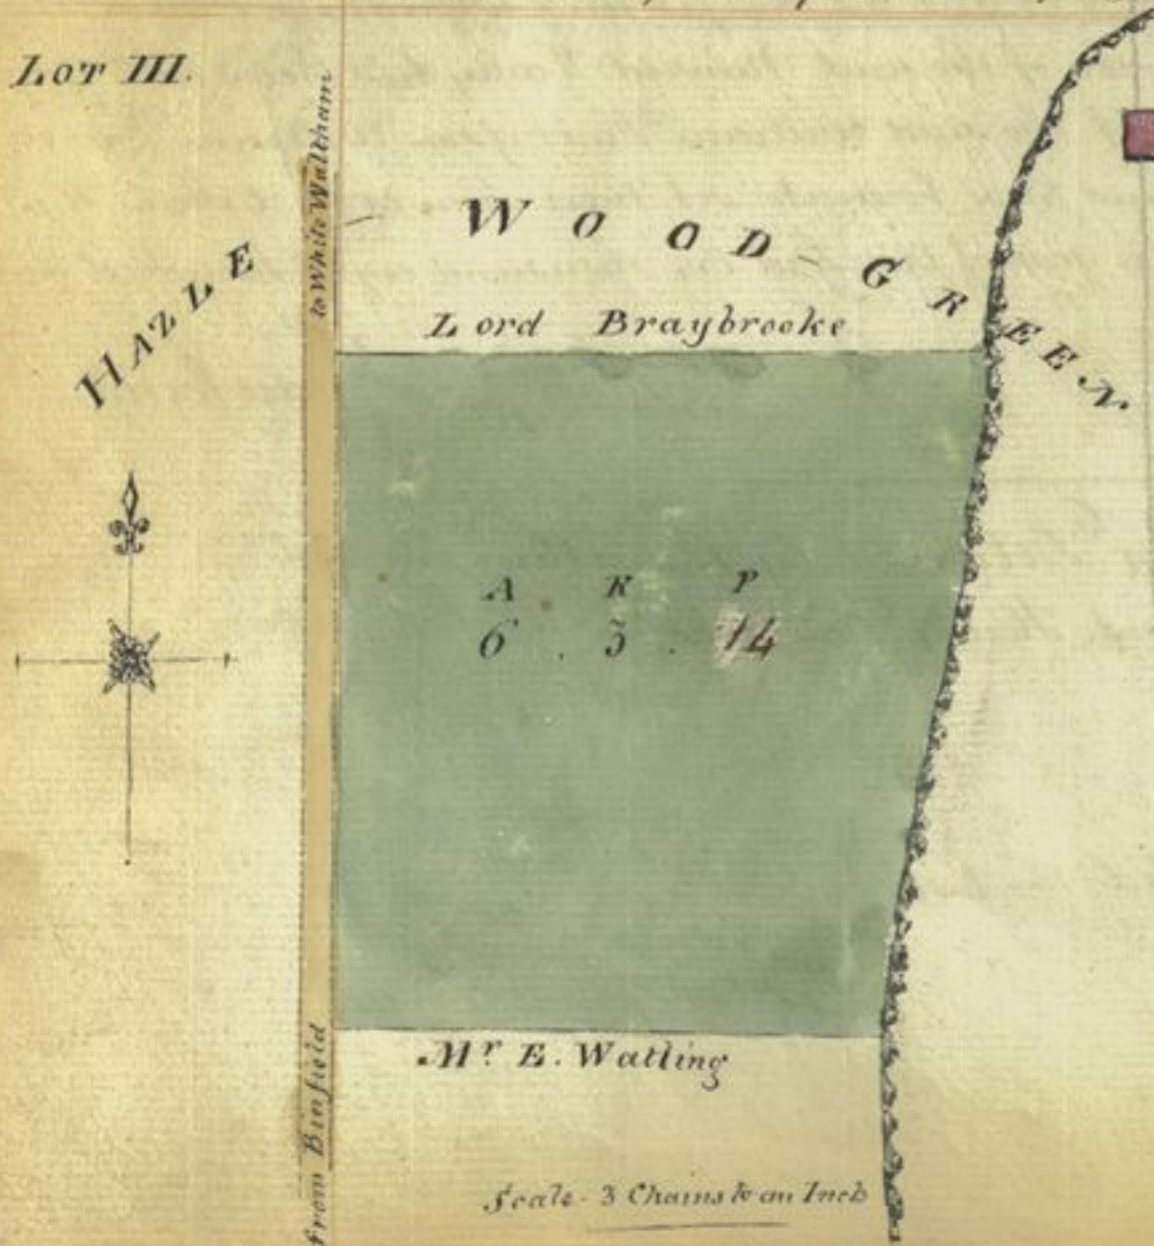 Lot III.
HAZLE - WOOD - GREEN
to White Waltham
Lord Braybrooke
A R P
6 . 3 . 14
Mr. E. Watling
from Binfield
Scale - 3 Chains to an Inch